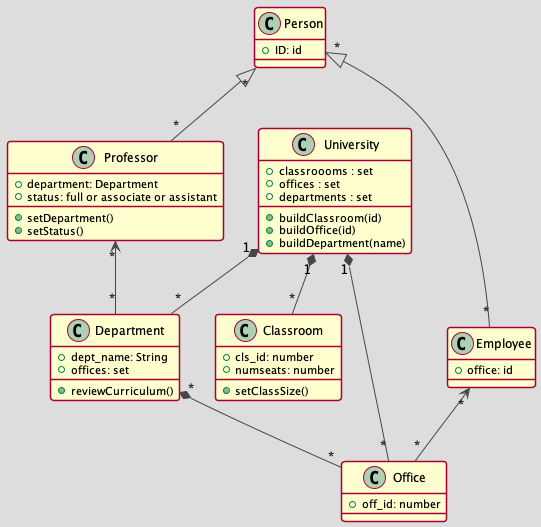 C Person
ID: id
*
*
*
C Professor
department: Department
status: full or associate or assistant
setDepartment()
setStatus()
C University
classroooms : set
offices : set
departments : set
buildClassroom(id)
buildOffice(id)
buildDepartment(name)
*
1
1
1
*
*
*
*
C Department
dept_name: String
offices: set
reviewCurriculum()
C Classroom
cls_id: number
numseats: number
setClassSize()
C Employee
office: id
*
*
*
*
*
C Office
off_id: number